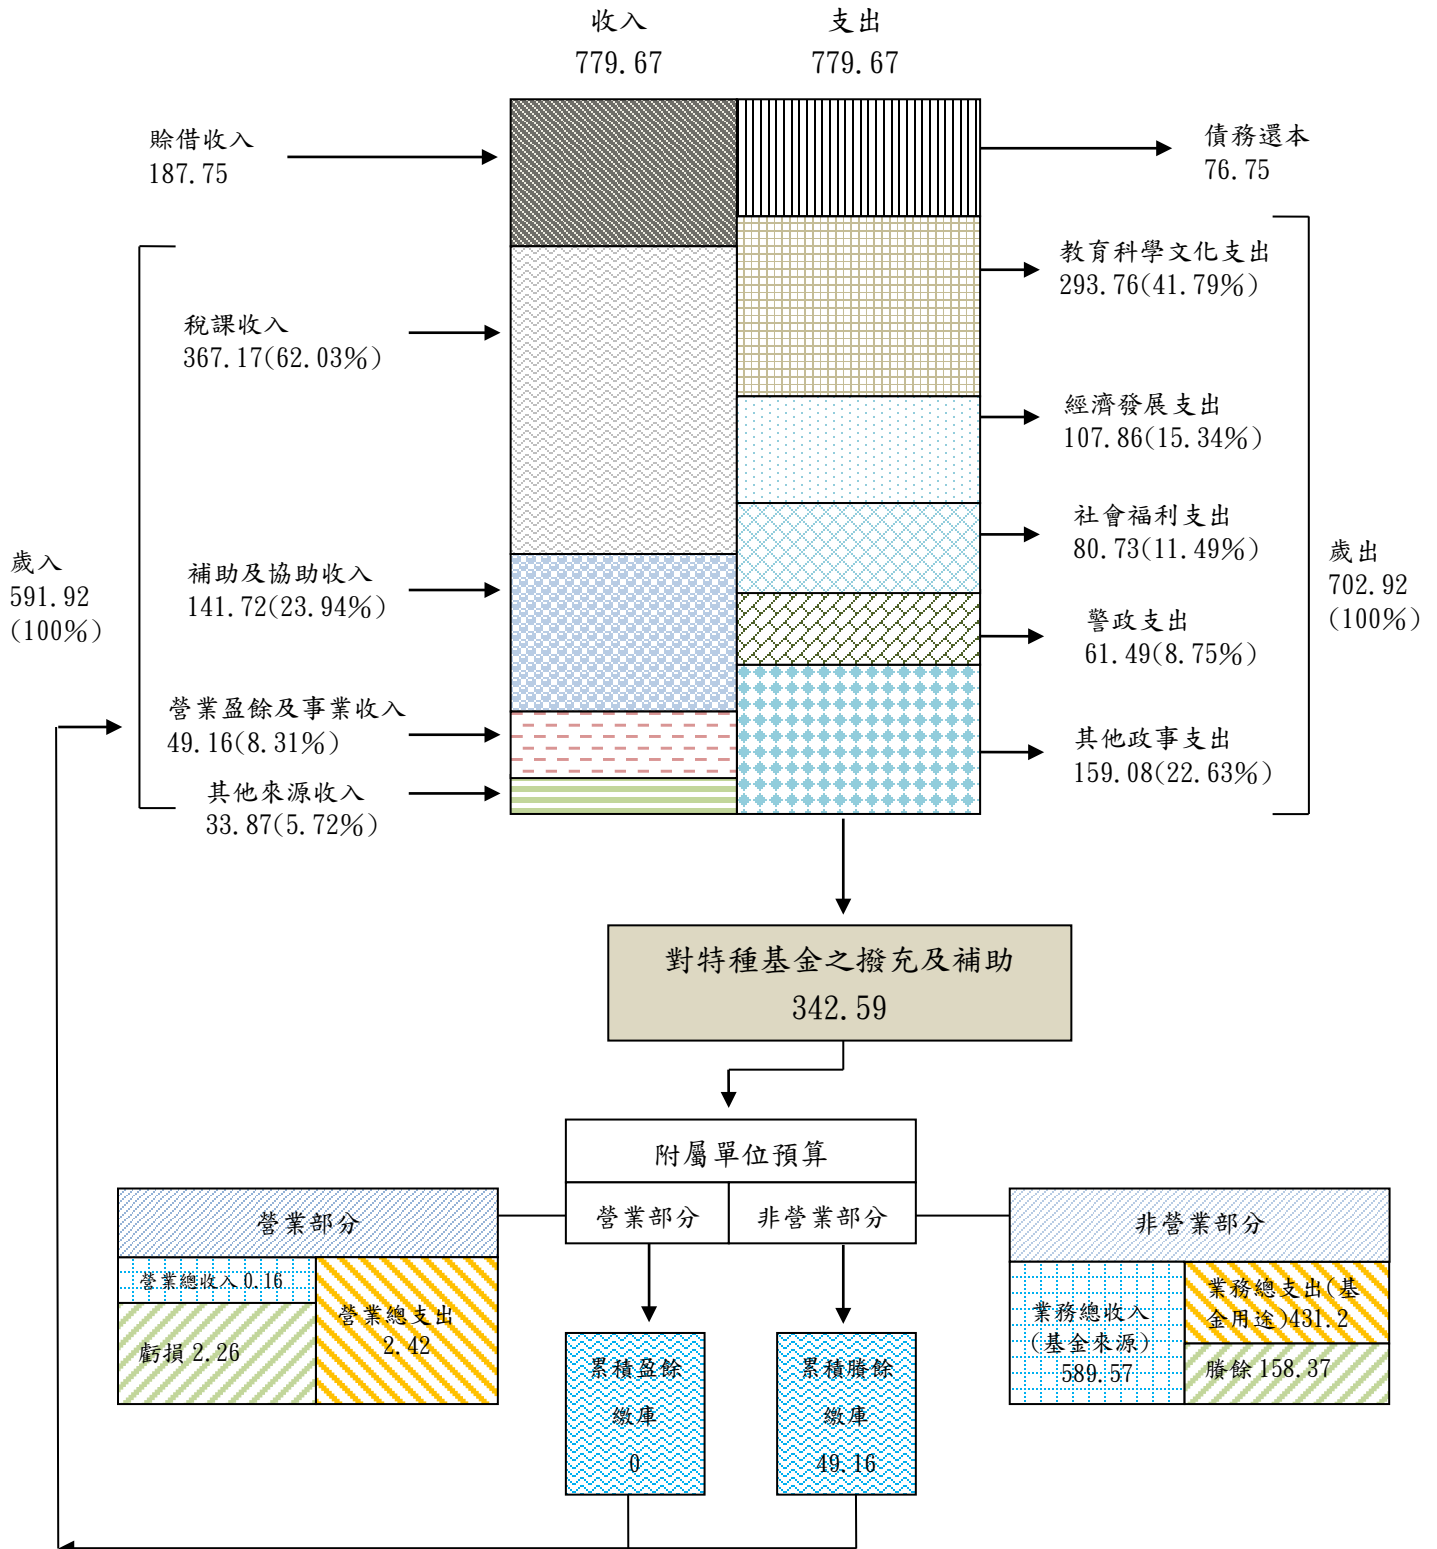 收入
779.67
支出
779.67
賒借收入
187.75
債務還本
76.75
稅課收入
367.17(62.03%)
補助及協助收入
141.72(23.94%)
營業盈餘及事業收入
49.16(8.31%)
其他來源收入
33.87(5.72%)
歲入
591.92
(100%)
教育科學文化支出
293.76(41.79%)
經濟發展支出
107.86(15.34%)
社會福利支出
80.73(11.49%)
警政支出
61.49(8.75%)
其他政事支出
159.08(22.63%)
歲出
702.92
(100%)
對特種基金之撥充及補助
342.59
附屬單位預算
營業部分
非營業部分
營業部分
營業總收入 0.16
虧損 2.26
營業總支出
2.42
累積盈餘
繳庫
0
累積賸餘
繳庫
49.16
非營業部分
業務總收入
(基金來源)
589.57
業務總支出(基
金用途)431.2
賸餘 158.37